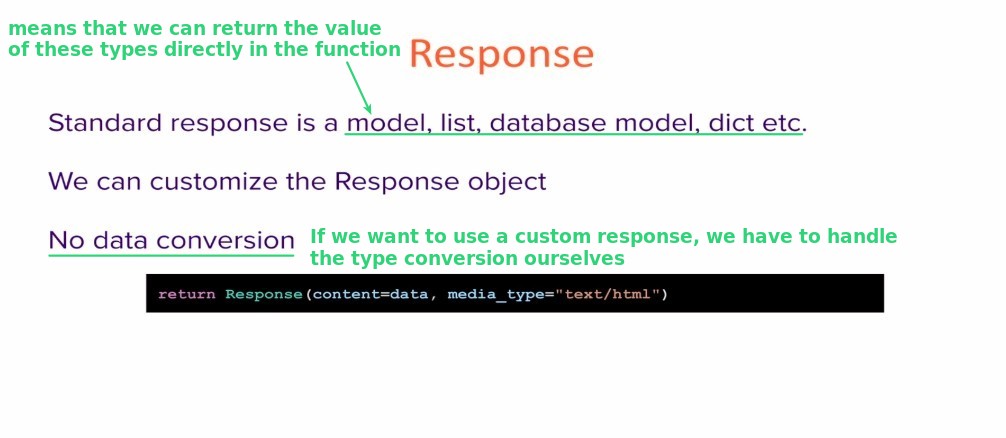 means that we can return the value
of these types directly in the function
Response
Standard response is a model, list, database model, dict etc.
We can customize the Response object
No data conversion
If we want to use a custom response, we have to handle
the type conversion ourselves
return Response(content=data, media_type="text/html")